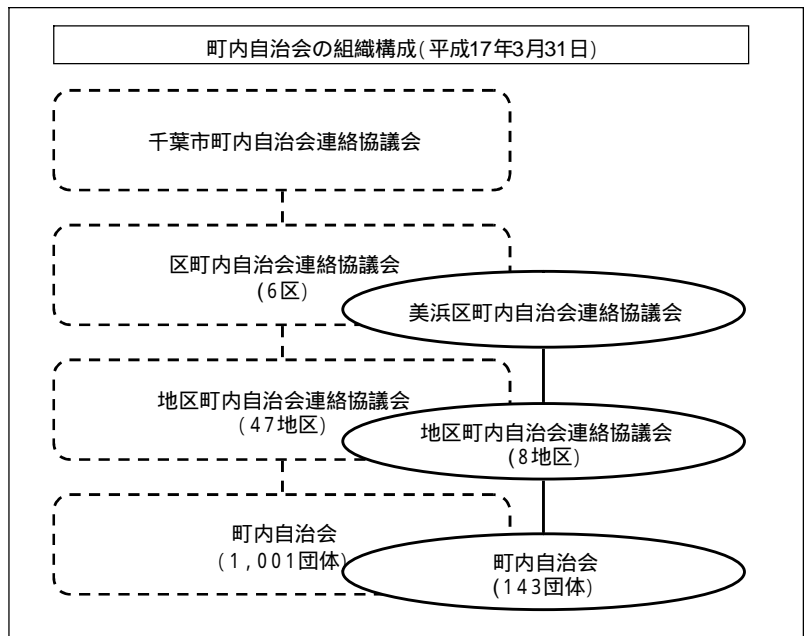 町内自治会の組織構成(平成17年3月31日)
千葉市町内自治会連絡協議会
区町内自治会連絡協議会
(6区)
美浜区町内自治会連絡協議会
地区町内自治会連絡協議会
(47地区)
地区町内自治会連絡協議会
(8地区)
町内自治会
(1,001団体)
町内自治会
(143団体)